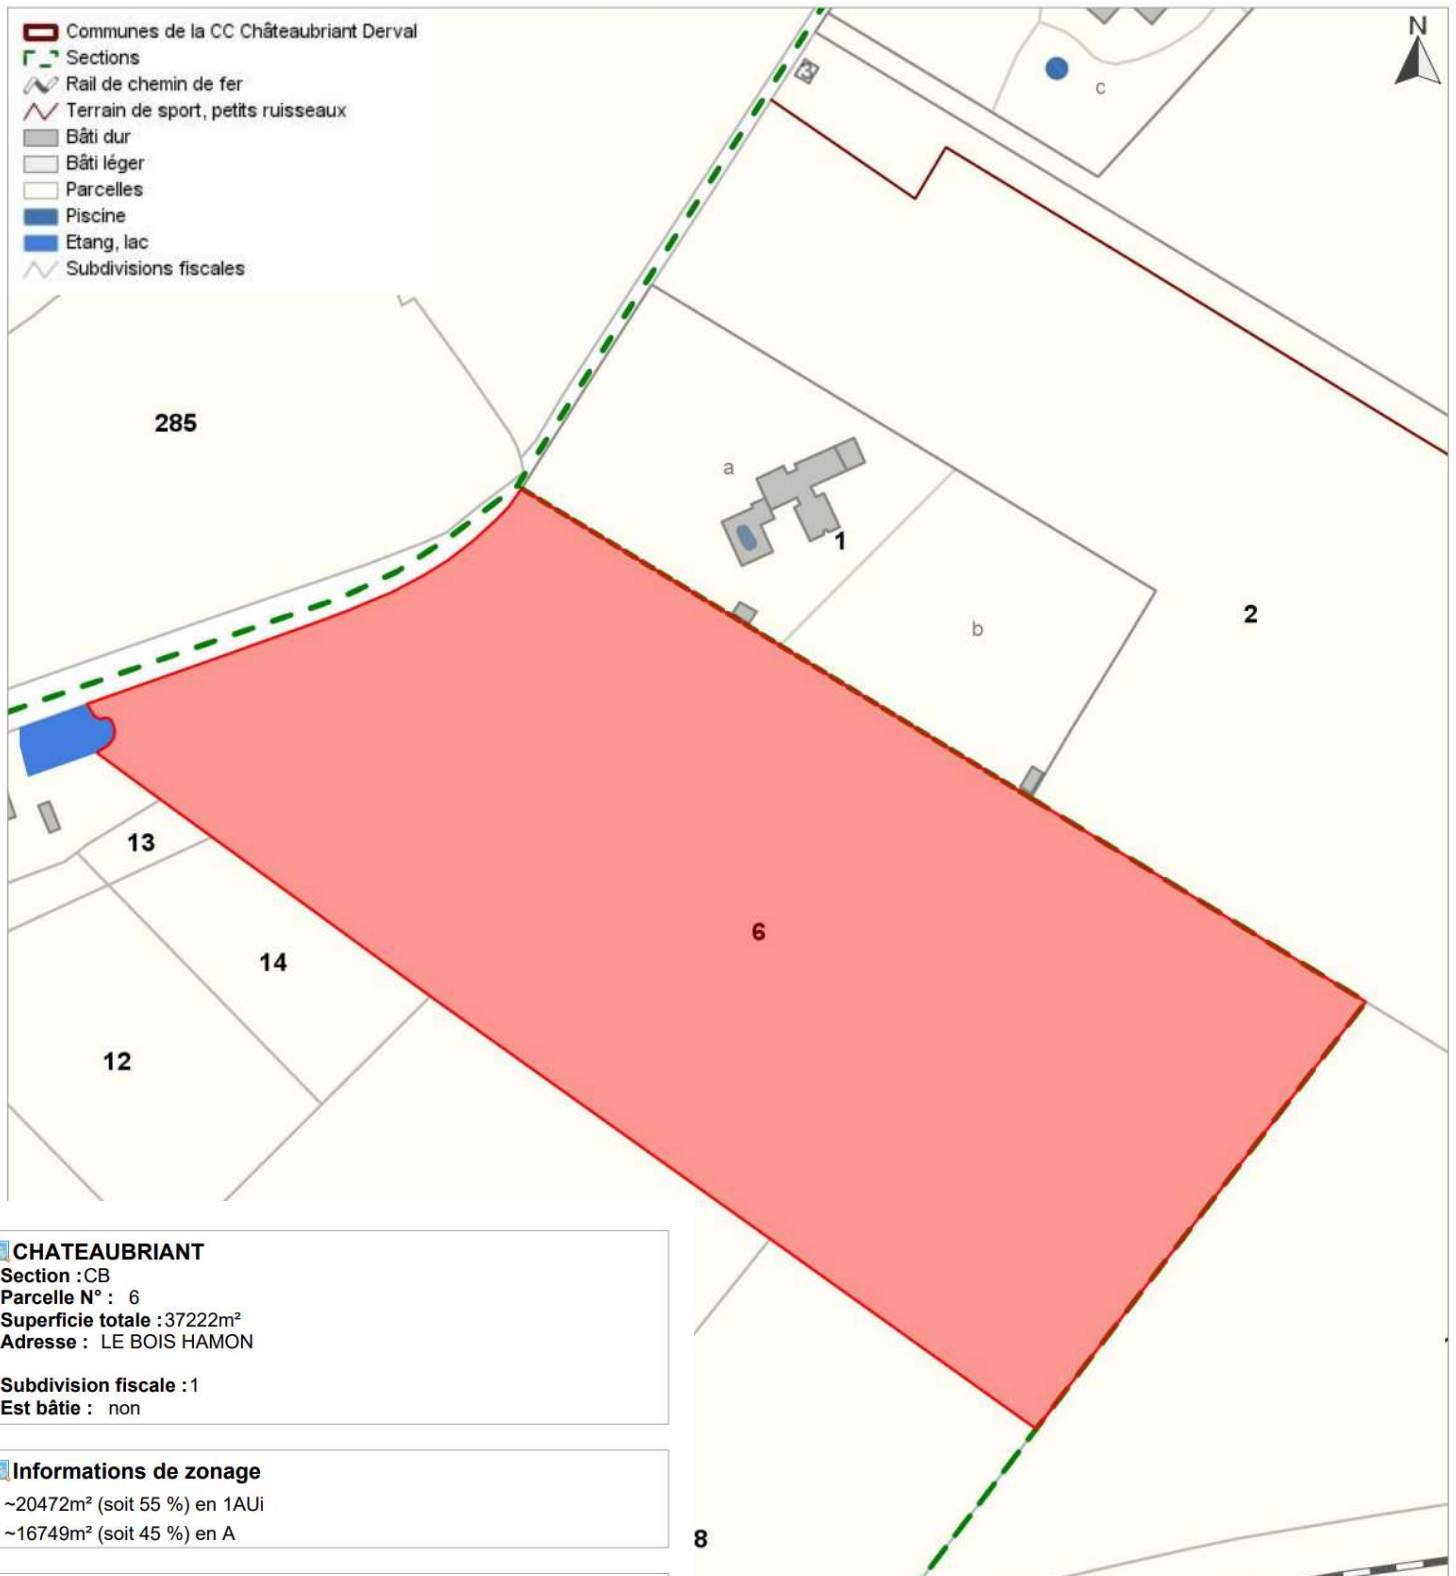 Communes de la CC Châteaubriant Derval
Sections
Rail de chemin de fer
Terrain de sport, petits ruisseaux
Bâti dur
Bâti léger
Parcelles
Piscine
Etang, lac
Subdivisions fiscales
N
3
c
285
a
1
b
2
13
6
14
12
8
CHATEAUBRIANT
Section : CB
Parcelle N° : 6
Superficie totale : 37222m²
Adresse : LE BOIS HAMON
Subdivision fiscale : 1
Est bâtie : non
Informations de zonage
~20472m² (soit 55 %) en 1AUi
~16749m² (soit 45 %) en A